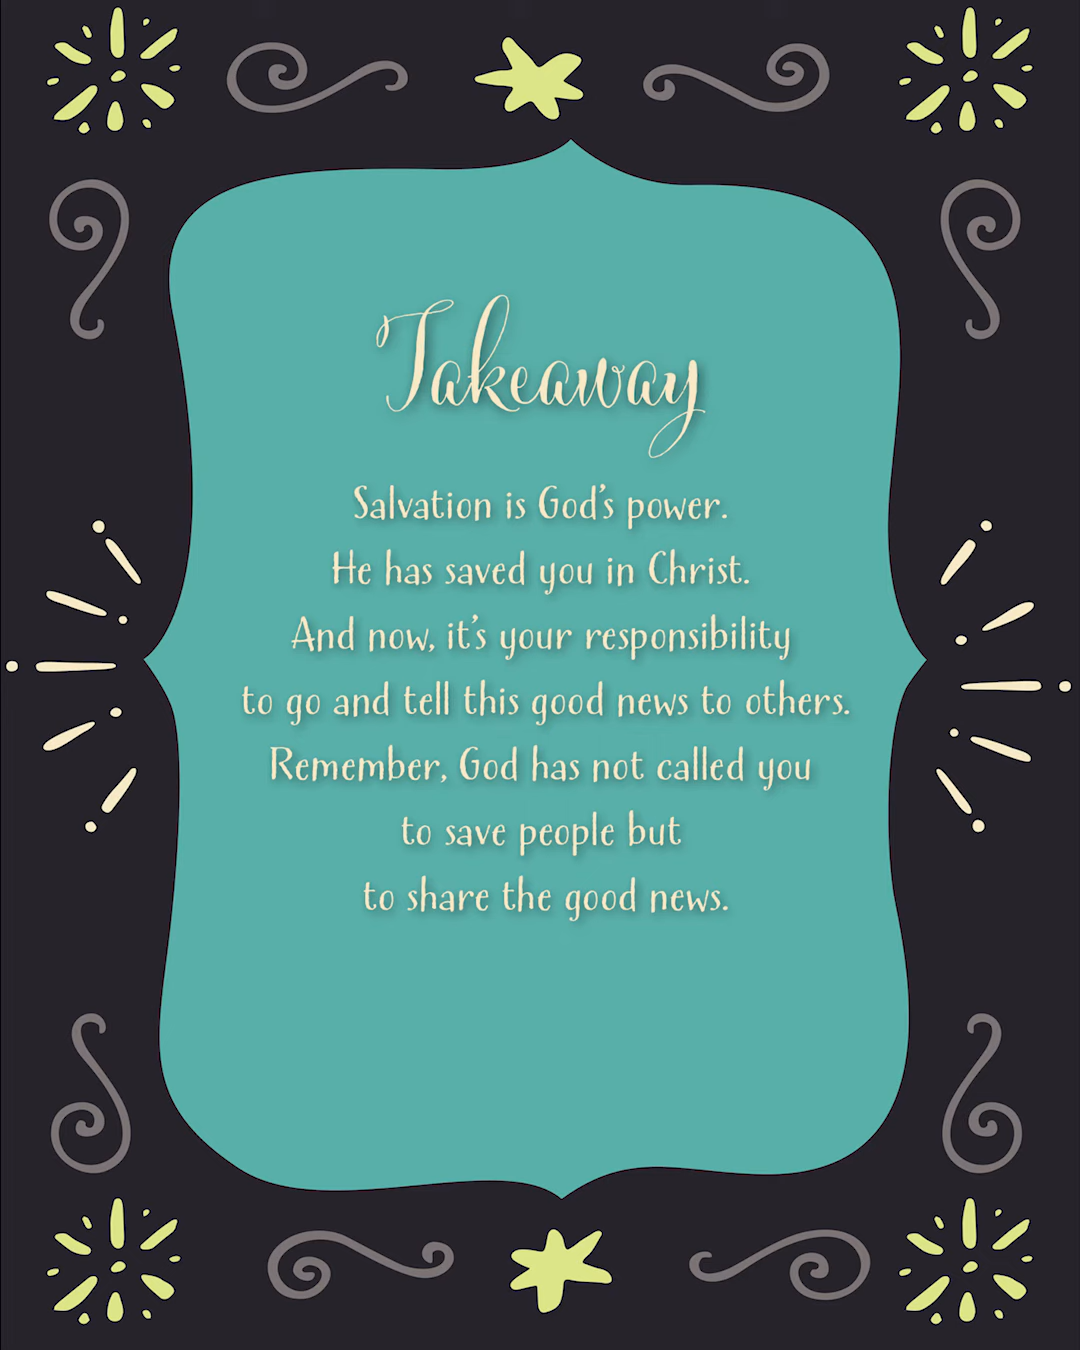 Takeaway
Salvation is God's power.
He has saved you in Christ.
And now, it's your responsibility
to go and tell this good news to others.
Remember, God has not called you
to save people but
to share the good news.